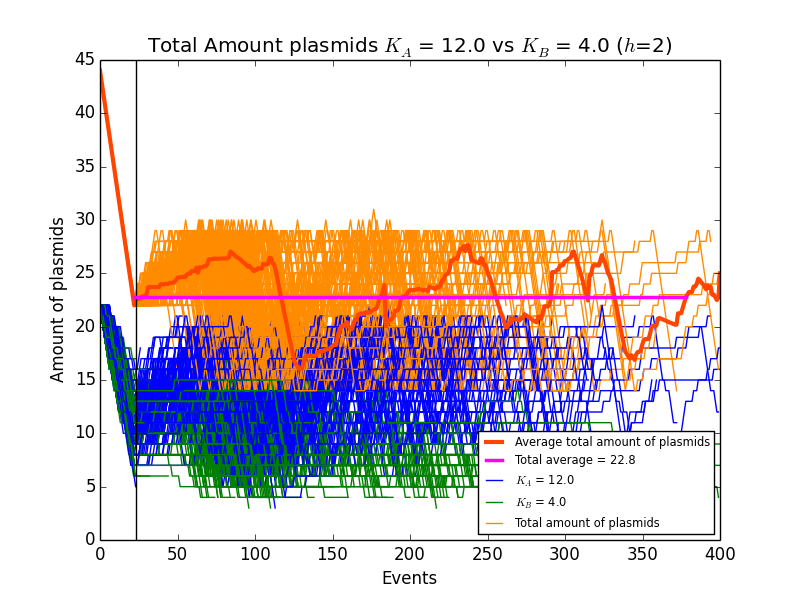 Total Amount plasmids K_A = 12.0 vs K_B = 4.0 (h=2)
45
40
35
30
25
20
15
10
5
0
Amount of plasmids
Average total amount of plasmids
Total average = 22.8
K_A = 12.0
K_B = 4.0
Total amount of plasmids
0 50 100 150 200 250 300 350 400
Events